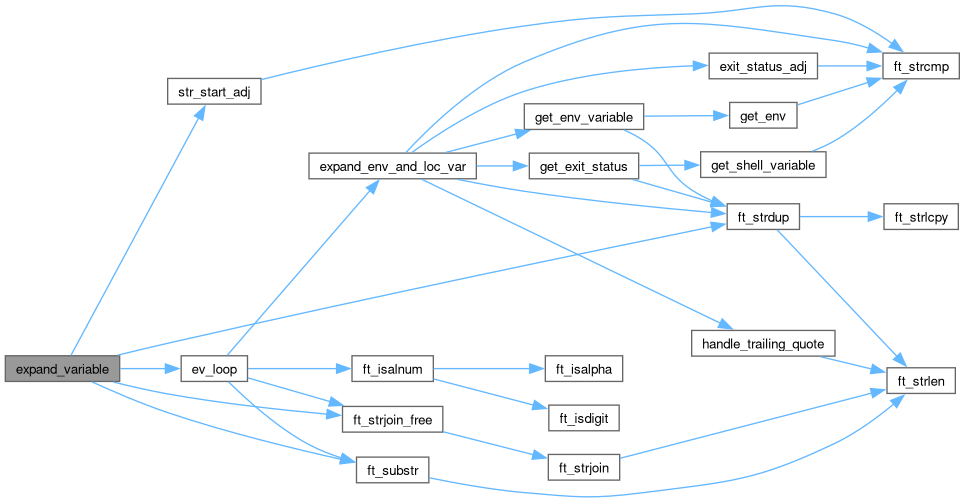 str_start_adj
exit_status_adj
ft_strcmp
get_env_variable
get_env
expand_env_and_loc_var
get_exit_status
get_shell_variable
ft_strdup
ft_strlcpy
handle_trailing_quote
expand_variable
ev_loop
ft_isalnum
ft_isalpha
ft_strlen
ft_strjoin_free
ft_isdigit
ft_substr
ft_strjoin